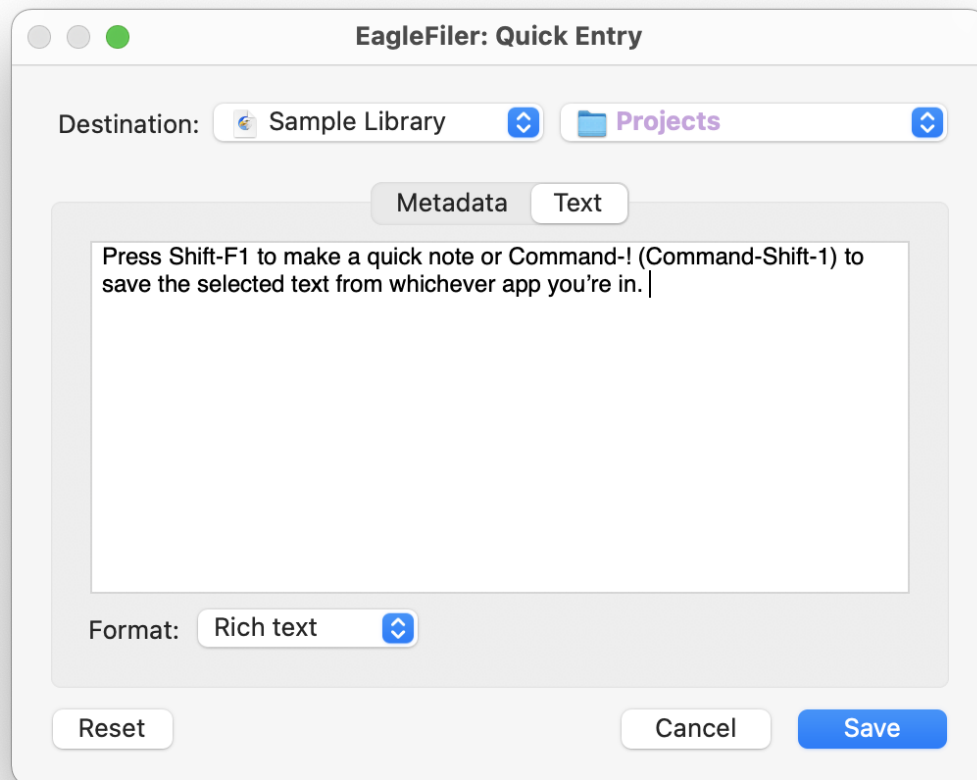 EagleFiler: Quick Entry
Destination: Sample Library Projects
Metadata Text
Press Shift-F1 to make a quick note or Command-! (Command-Shift-1) to
save the selected text from whichever app you’re in.
Format: Rich text
Reset Cancel Save